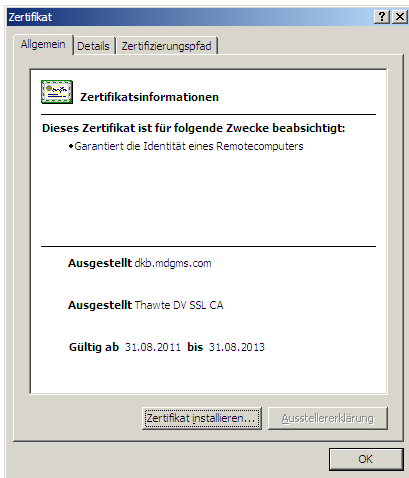 Zertifikat
Allgemein Details Zertifizierungspfad
Zertifikatsinformationen
Dieses Zertifikat ist für folgende Zwecke beabsichtigt:
•Garantiert die Identität eines Remotecomputers
Ausgestellt dkb.mdgms.com
Ausgestellt Thawte DV SSL CA
Gültig ab 31.08.2011 bis 31.08.2013
Zertifikat installieren... Ausstellererklärung
OK